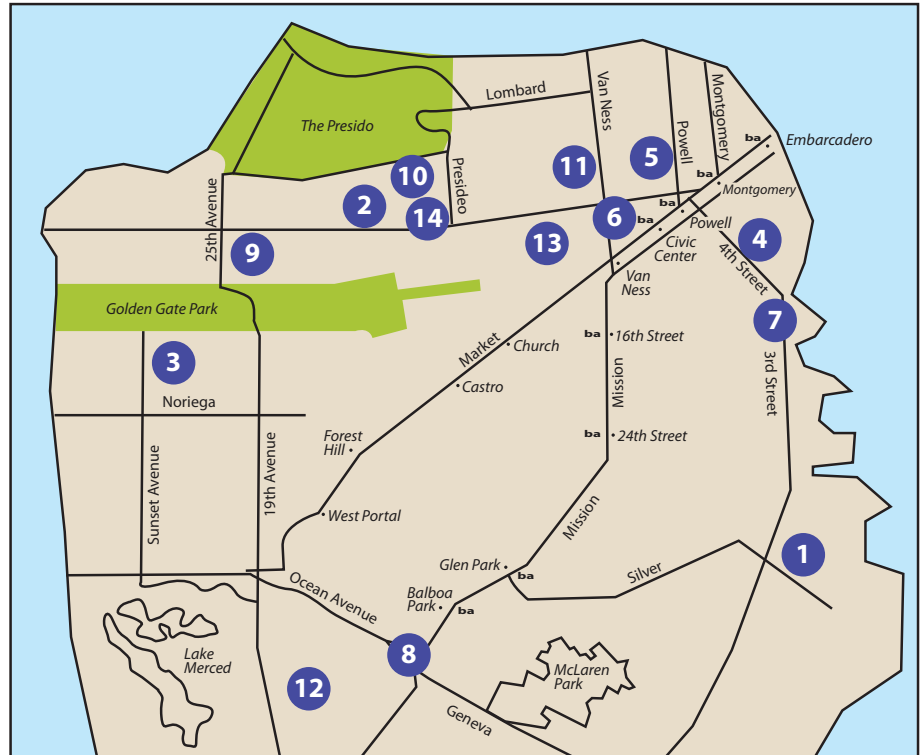 Lombard
Van Ness
Powell
Montgomery
The Presido
Presideo
ba
Embarcadero
5
11
10
ba
Montgomery
2
14
6
ba
ba
Powell
Civic
Center
4
4th Street
25th Avenue
9
13
Van
Ness
Golden Gate Park
7
3
Market
Church
ba
16th Street
3rd Street
Castro
Mission
Noriega
Forest
Hill
ba
24th Street
Sunset Avenue
19th Avenue
West Portal
Mission
1
Glen Park
ba
Silver
Ocean Avenue
Balboa
Park
ba
Lake
Merced
8
McLaren
Park
12
Geneva